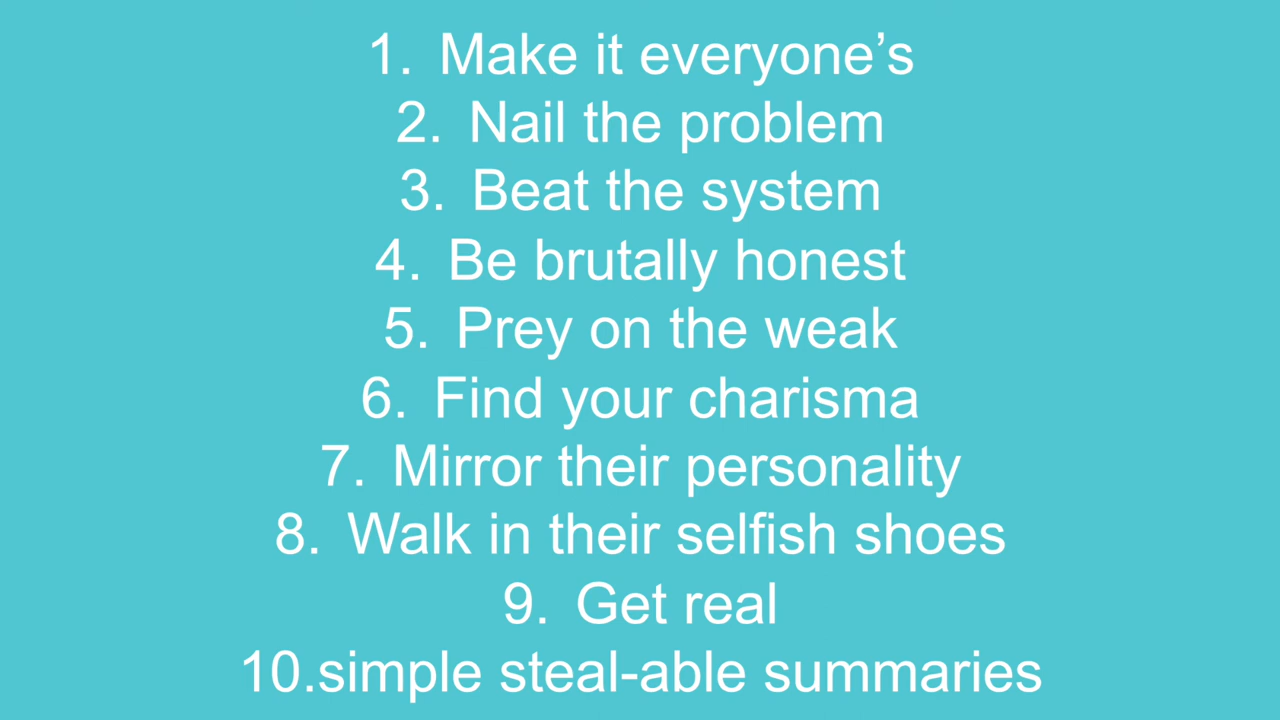 1. Make it everyone’s
2. Nail the problem
3. Beat the system
4. Be brutally honest
5. Prey on the weak
6. Find your charisma
7. Mirror their personality
8. Walk in their selfish shoes
9. Get real
10.simple steal-able summaries